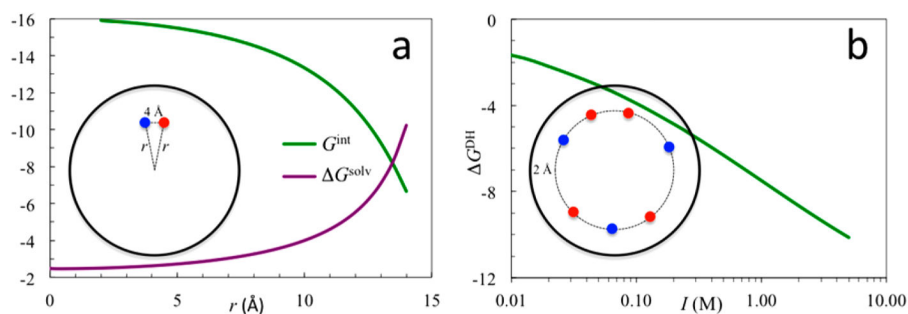 a
-16
-14
-12
-10
-8
-6
-4
-2
4 Å
r r
G^int
ΔG^solv
0 5 10 15
r (Å)
b
0
-4
-8
-12
ΔG^DH
2 Å
0.01 0.10 1.00 10.00
I (M)